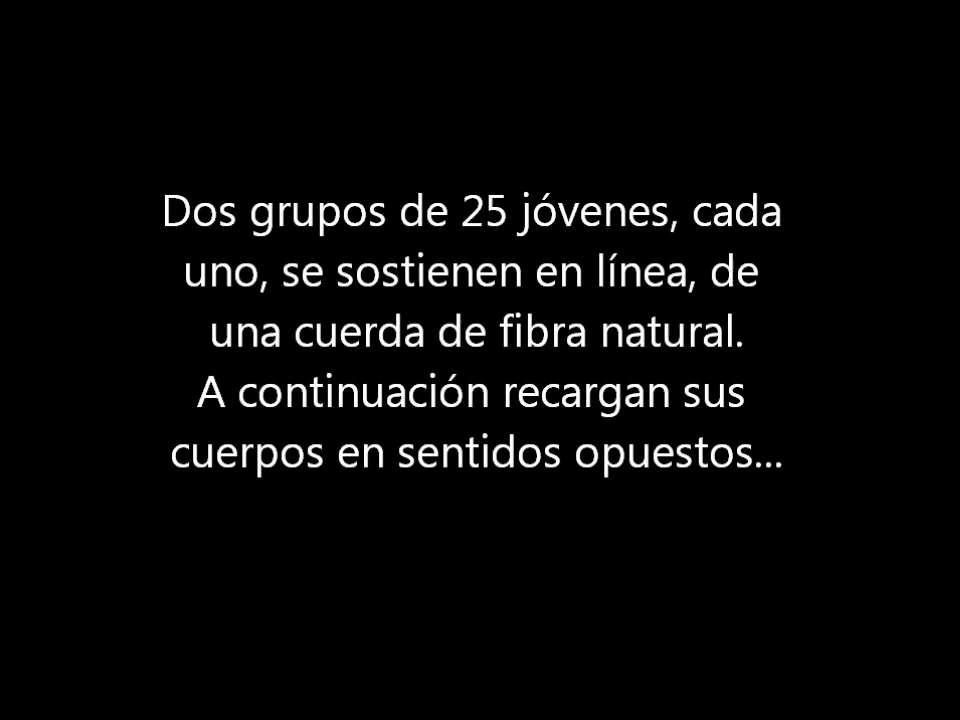 Dos grupos de 25 jóvenes, cada
uno, se sostienen en línea, de
una cuerda de fibra natural.
A continuación recargan sus
cuerpos en sentidos opuestos...